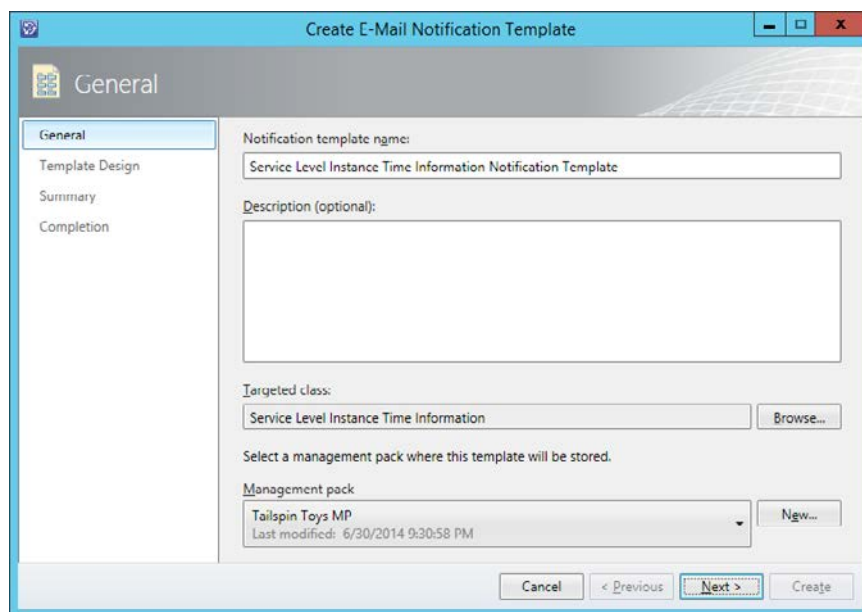 Create E-Mail Notification Template
General
General
Template Design
Summary
Completion
Notification template name:
Service Level Instance Time Information Notification Template
Description (optional):
Targeted class:
Service Level Instance Time Information
Browse...
Select a management pack where this template will be stored.
Management pack
Tailspin Toys MP
Last modified: 6/30/2014 9:30:58 PM
New...
Cancel
< Previous
Next >
Create